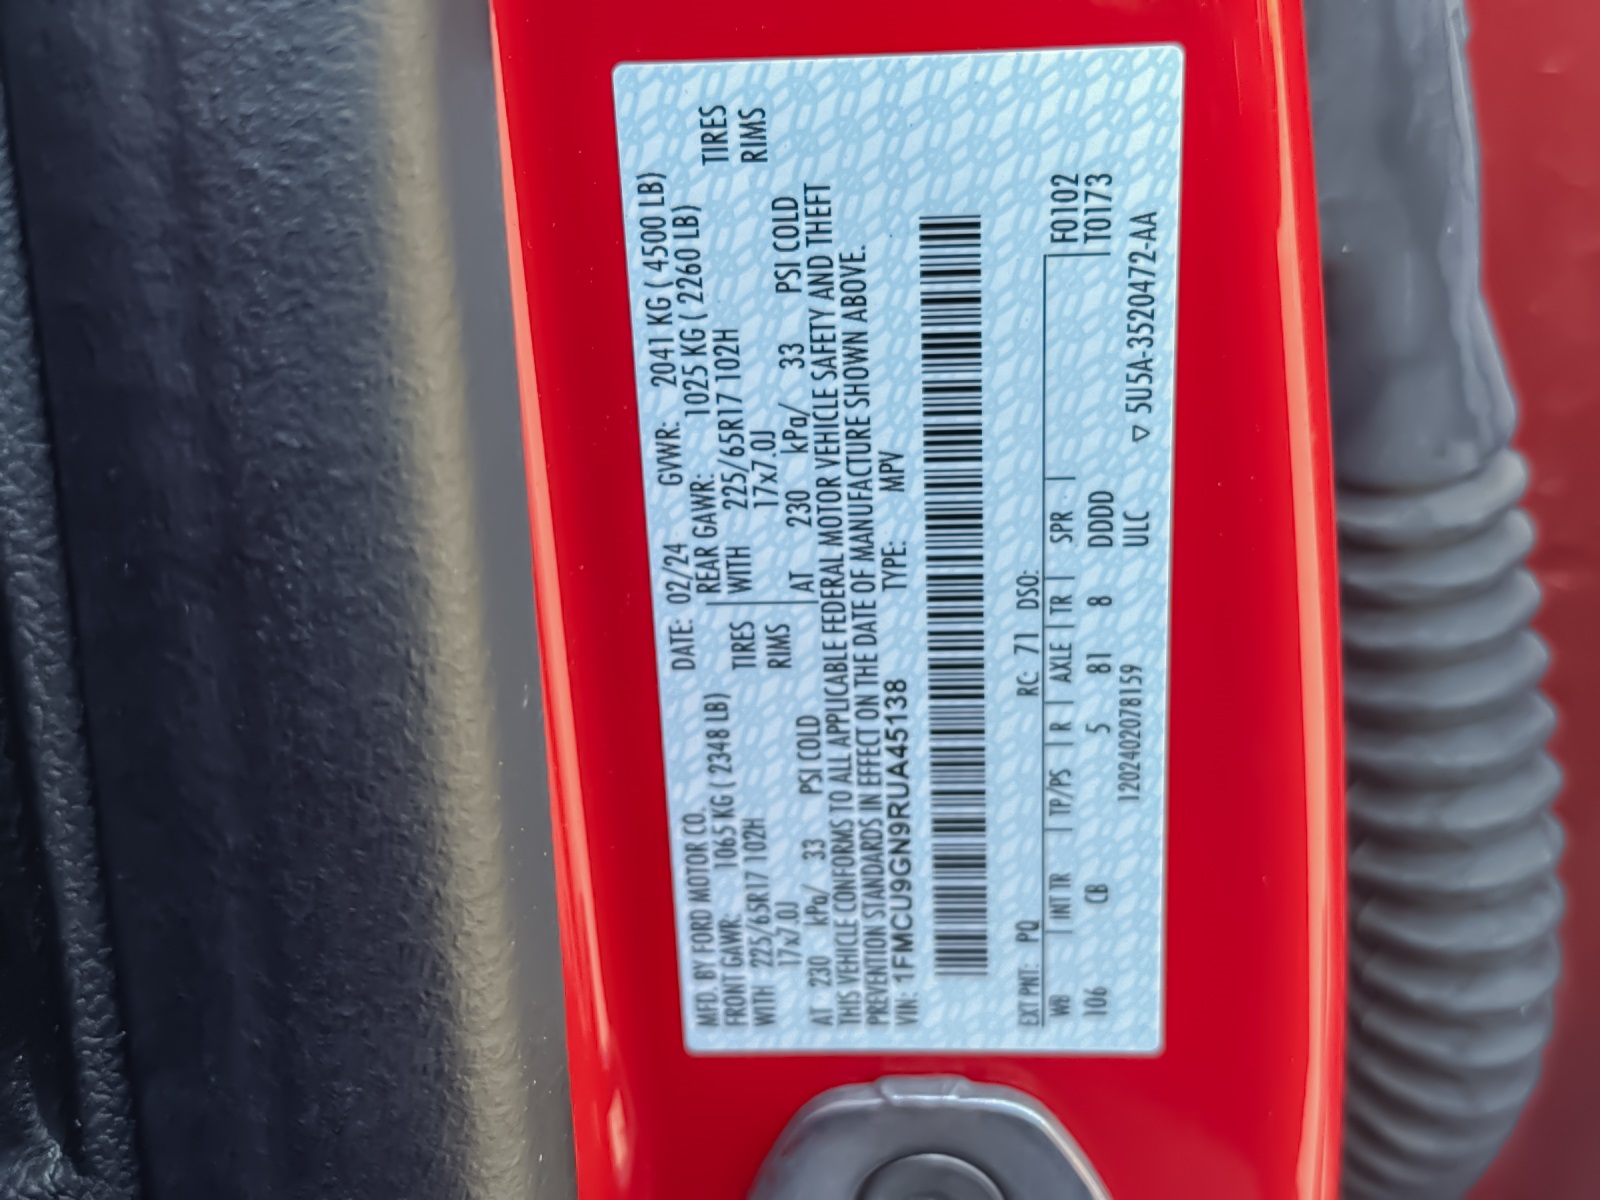 MFD. BY FORD MOTOR CO.
DATE: 02/24 GVWR: 2041 KG ( 4500 LB)
FRONT GAWR: 1065 KG ( 2348 LB) REAR GAWR: 1025 KG ( 2260 LB)
WITH 225/65R17 102H TIRES WITH 225/65R17 102H TIRES
17x7.0J RIMS 17x7.0J RIMS
AT 230 kPa/ 33 PSI COLD AT 230 kPa/ 33 PSI COLD
THIS VEHICLE CONFORMS TO ALL APPLICABLE FEDERAL MOTOR VEHICLE SAFETY AND THEFT
PREVENTION STANDARDS IN EFFECT ON THE DATE OF MANUFACTURE SHOWN ABOVE.
VIN: 1FMCU9GN9RUA45138 TYPE: MPV
EXT PNT: PQ RC: 71 DSO: F0102
WB INT TR TP/PS R AXLE TR SPR T0173
106 CB 5 81 8 DDDD
1202402078159 ULC ▽ 5U5A-3520472-AA